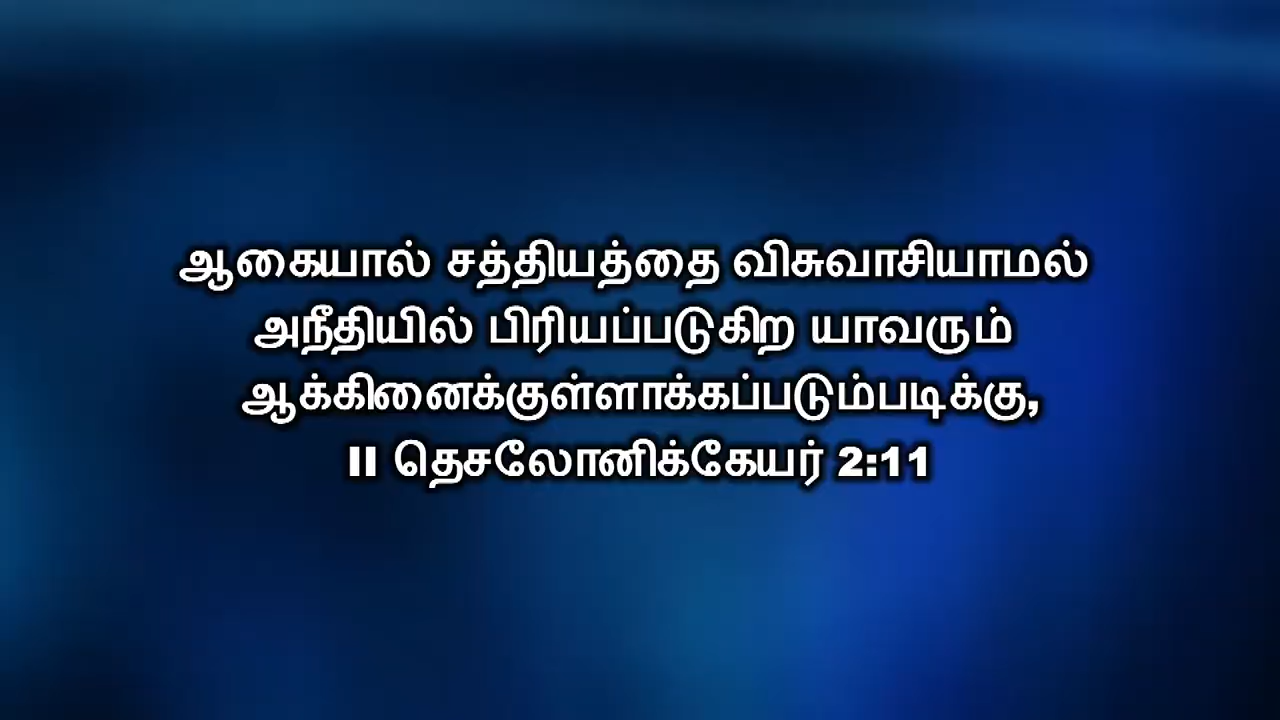 ஆகையால் சத்தியத்தை விசுவாசியாமல்
அநீதியில் பிரியப்படுகிற யாவரும்
ஆக்கினைக்குள்ளாக்கப்படும்படிக்கு,
II தெசலோனிக்கேயர் 2:11